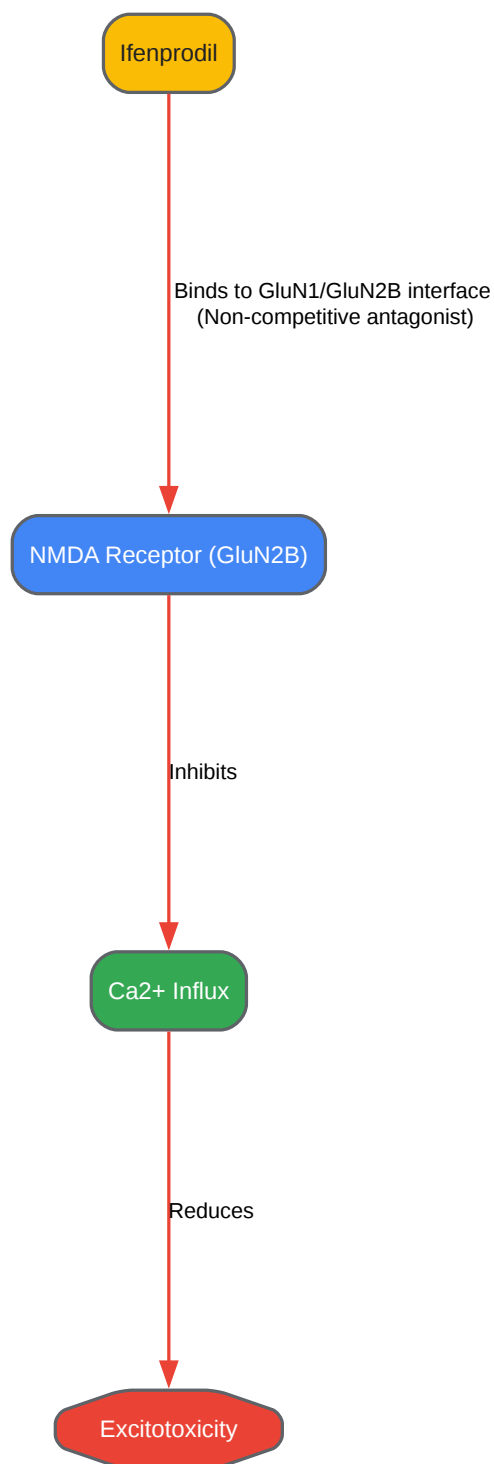 Ifenprodil
Binds to GluN1/GluN2B interface
(Non-competitive antagonist)
NMDA Receptor (GluN2B)
Inhibits
Ca2+ Influx
Reduces
Excitotoxicity